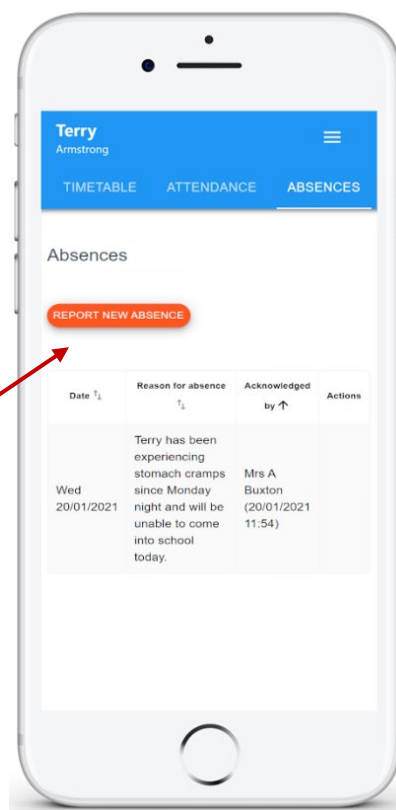 Terry
Armstrong
TIMETABLE ATTENDANCE ABSENCES
Absences
REPORT NEW ABSENCE
Date ↑↓ Reason for absence ↑↓ Acknowledged by ↑ Actions
Wed
20/01/2021
Terry has been
experiencing
stomach cramps
since Monday
night and will be
unable to come
into school
today.
Mrs A
Buxton
(20/01/2021
11:54)